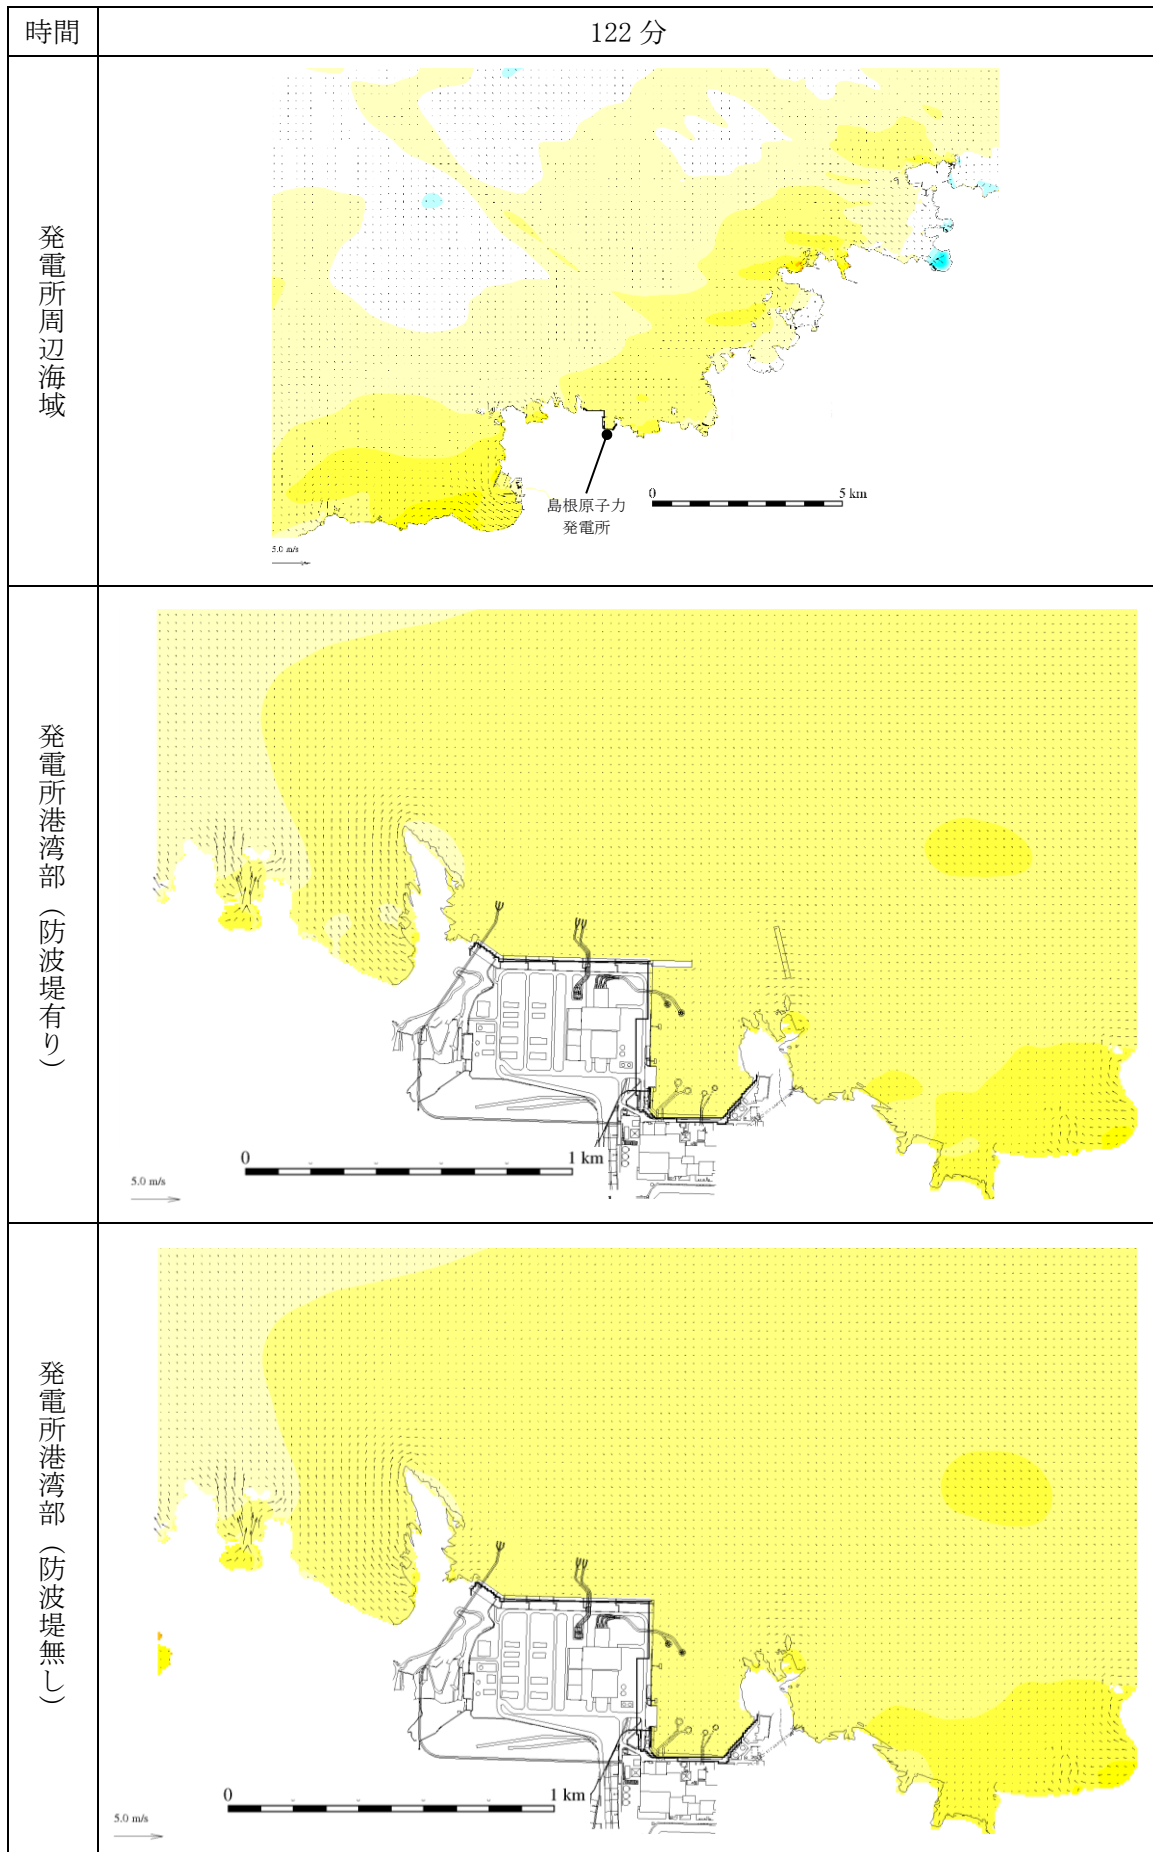 時間
122 分
発電所周辺海域
0
5 km
島根原子力
発電所
5.0 m/s
発電所港湾部（防波堤有り）
0
1 km
5.0 m/s
発電所港湾部（防波堤無し）
0
1 km
5.0 m/s